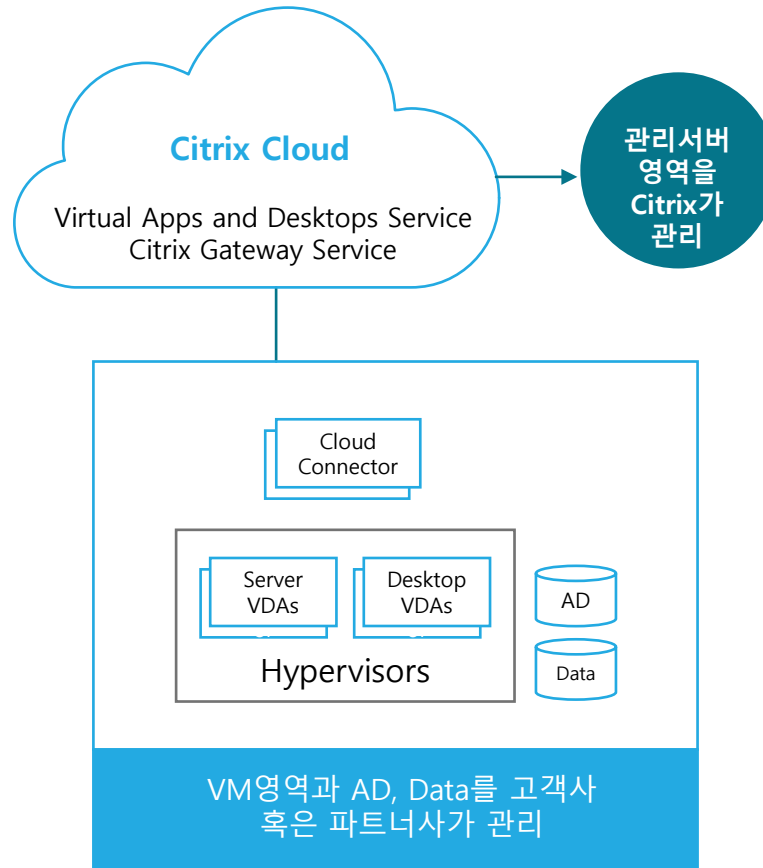 Citrix Cloud
Virtual Apps and Desktops Service
Citrix Gateway Service
관리서버
영역을
Citrix가
관리
Cloud
Connector
Server
VDAs
Desktop
VDAs
Hypervisors
AD
Data
VM영역과 AD, Data를 고객사
혹은 파트너사가 관리